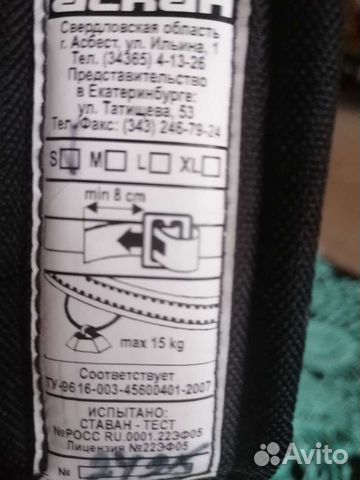 аскан
Свердловская область
г. Асбест, ул. Ильина, 1
Тел. (34365) 4-13-26
Представительство
в Екатеринбурге:
ул. Татищева, 53
Тел Факс: (343) 246-79-24
S M L XL
min 8 cm
max 15 kg
Соответствует
ТУ-9616-003-45600401-2007
ИСПЫТАНО:
СТАВАН - ТЕСТ
№РОСС RU.0001.22ЭФ05
Лицензия №22ЭФ05
№
Avito